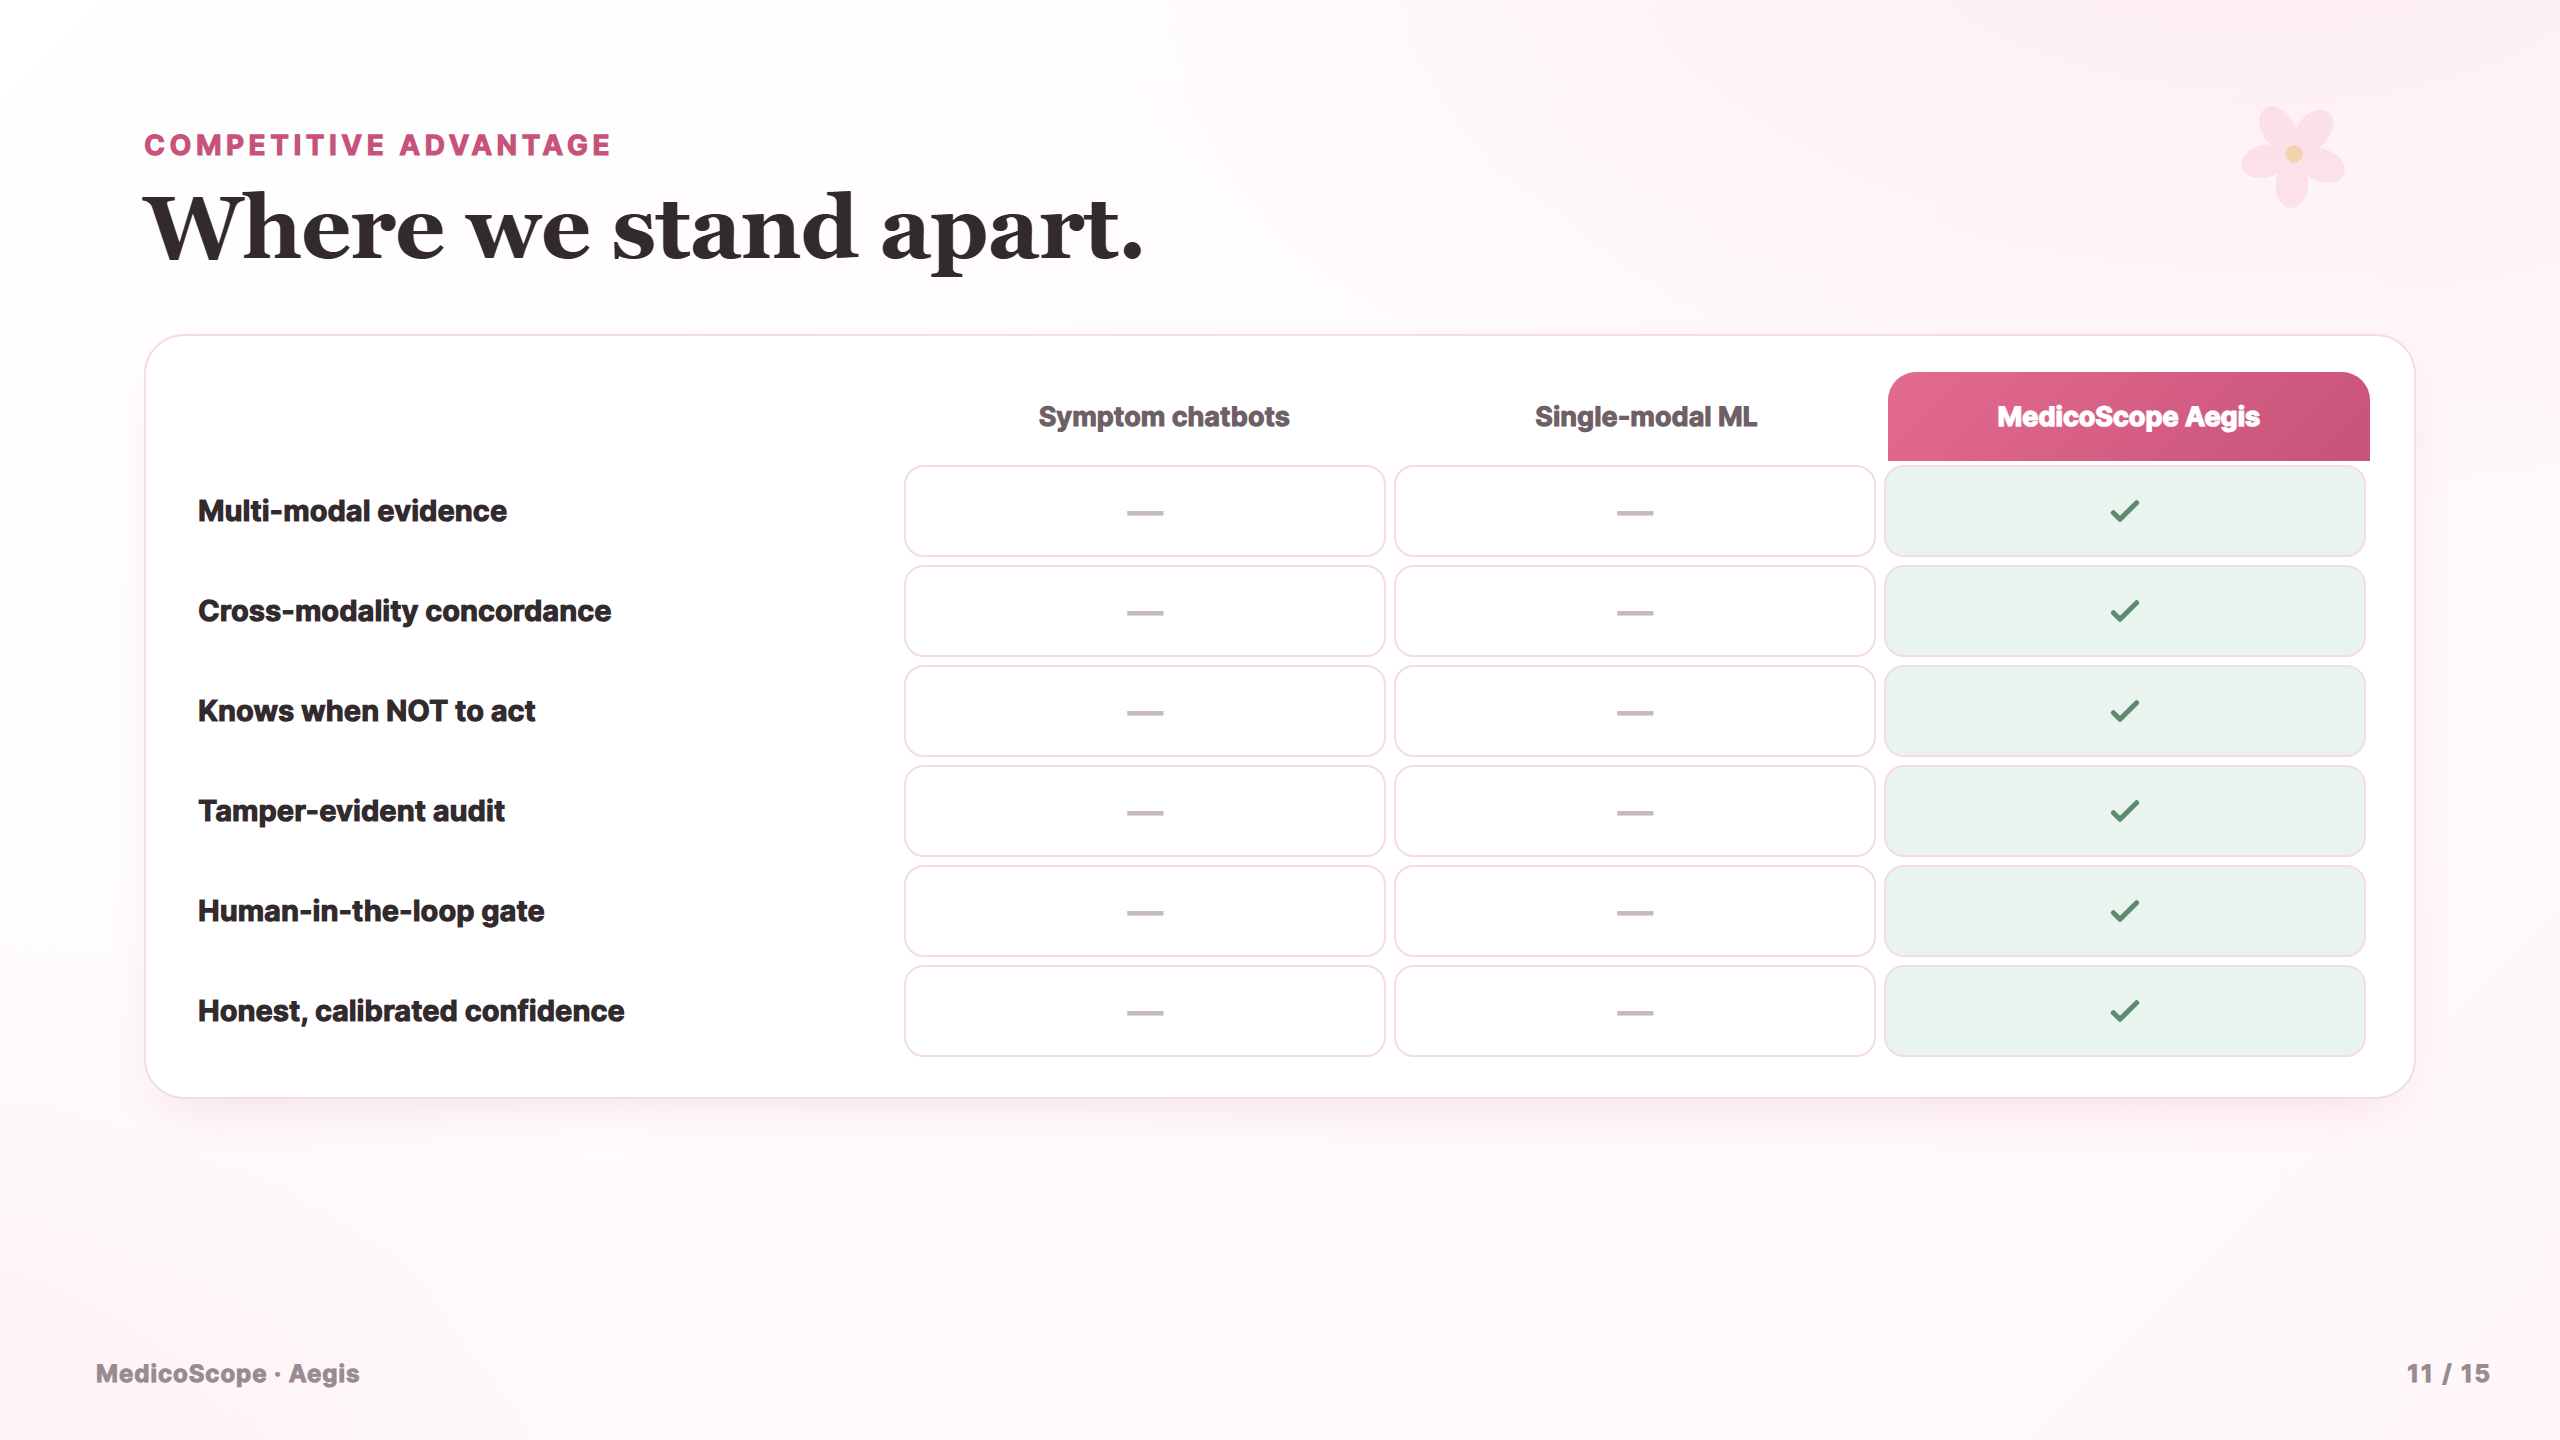 COMPETITIVE ADVANTAGE
Where we stand apart.
Symptom chatbots Single-modal ML MedicoScope Aegis
Multi-modal evidence — — ✓
Cross-modality concordance — — ✓
Knows when NOT to act — — ✓
Tamper-evident audit — — ✓
Human-in-the-loop gate — — ✓
Honest, calibrated confidence — — ✓
MedicoScope · Aegis 11 / 15